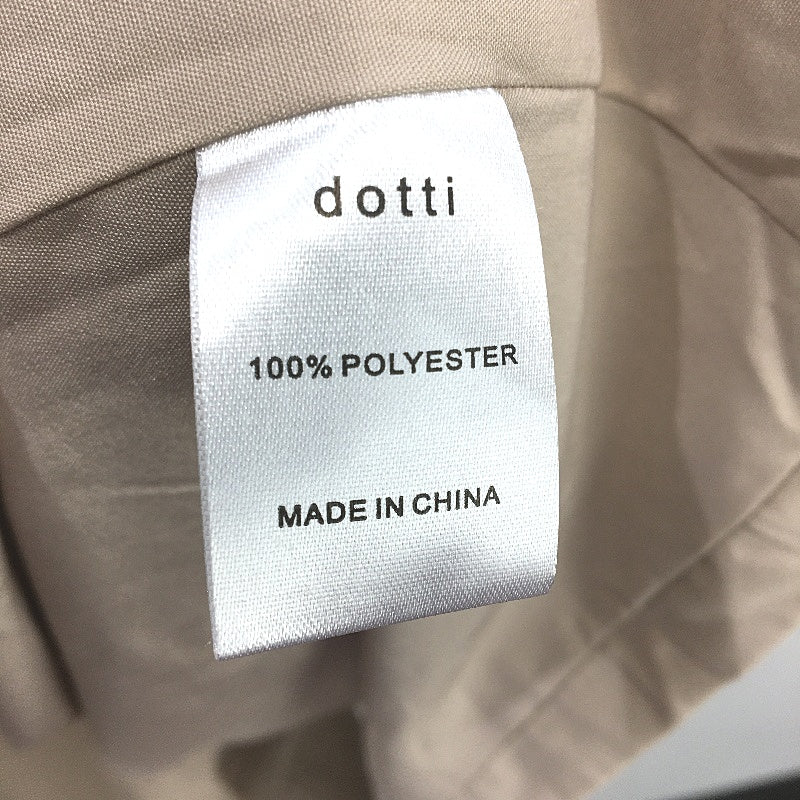 dotti
100% POLYESTER
MADE IN CHINA